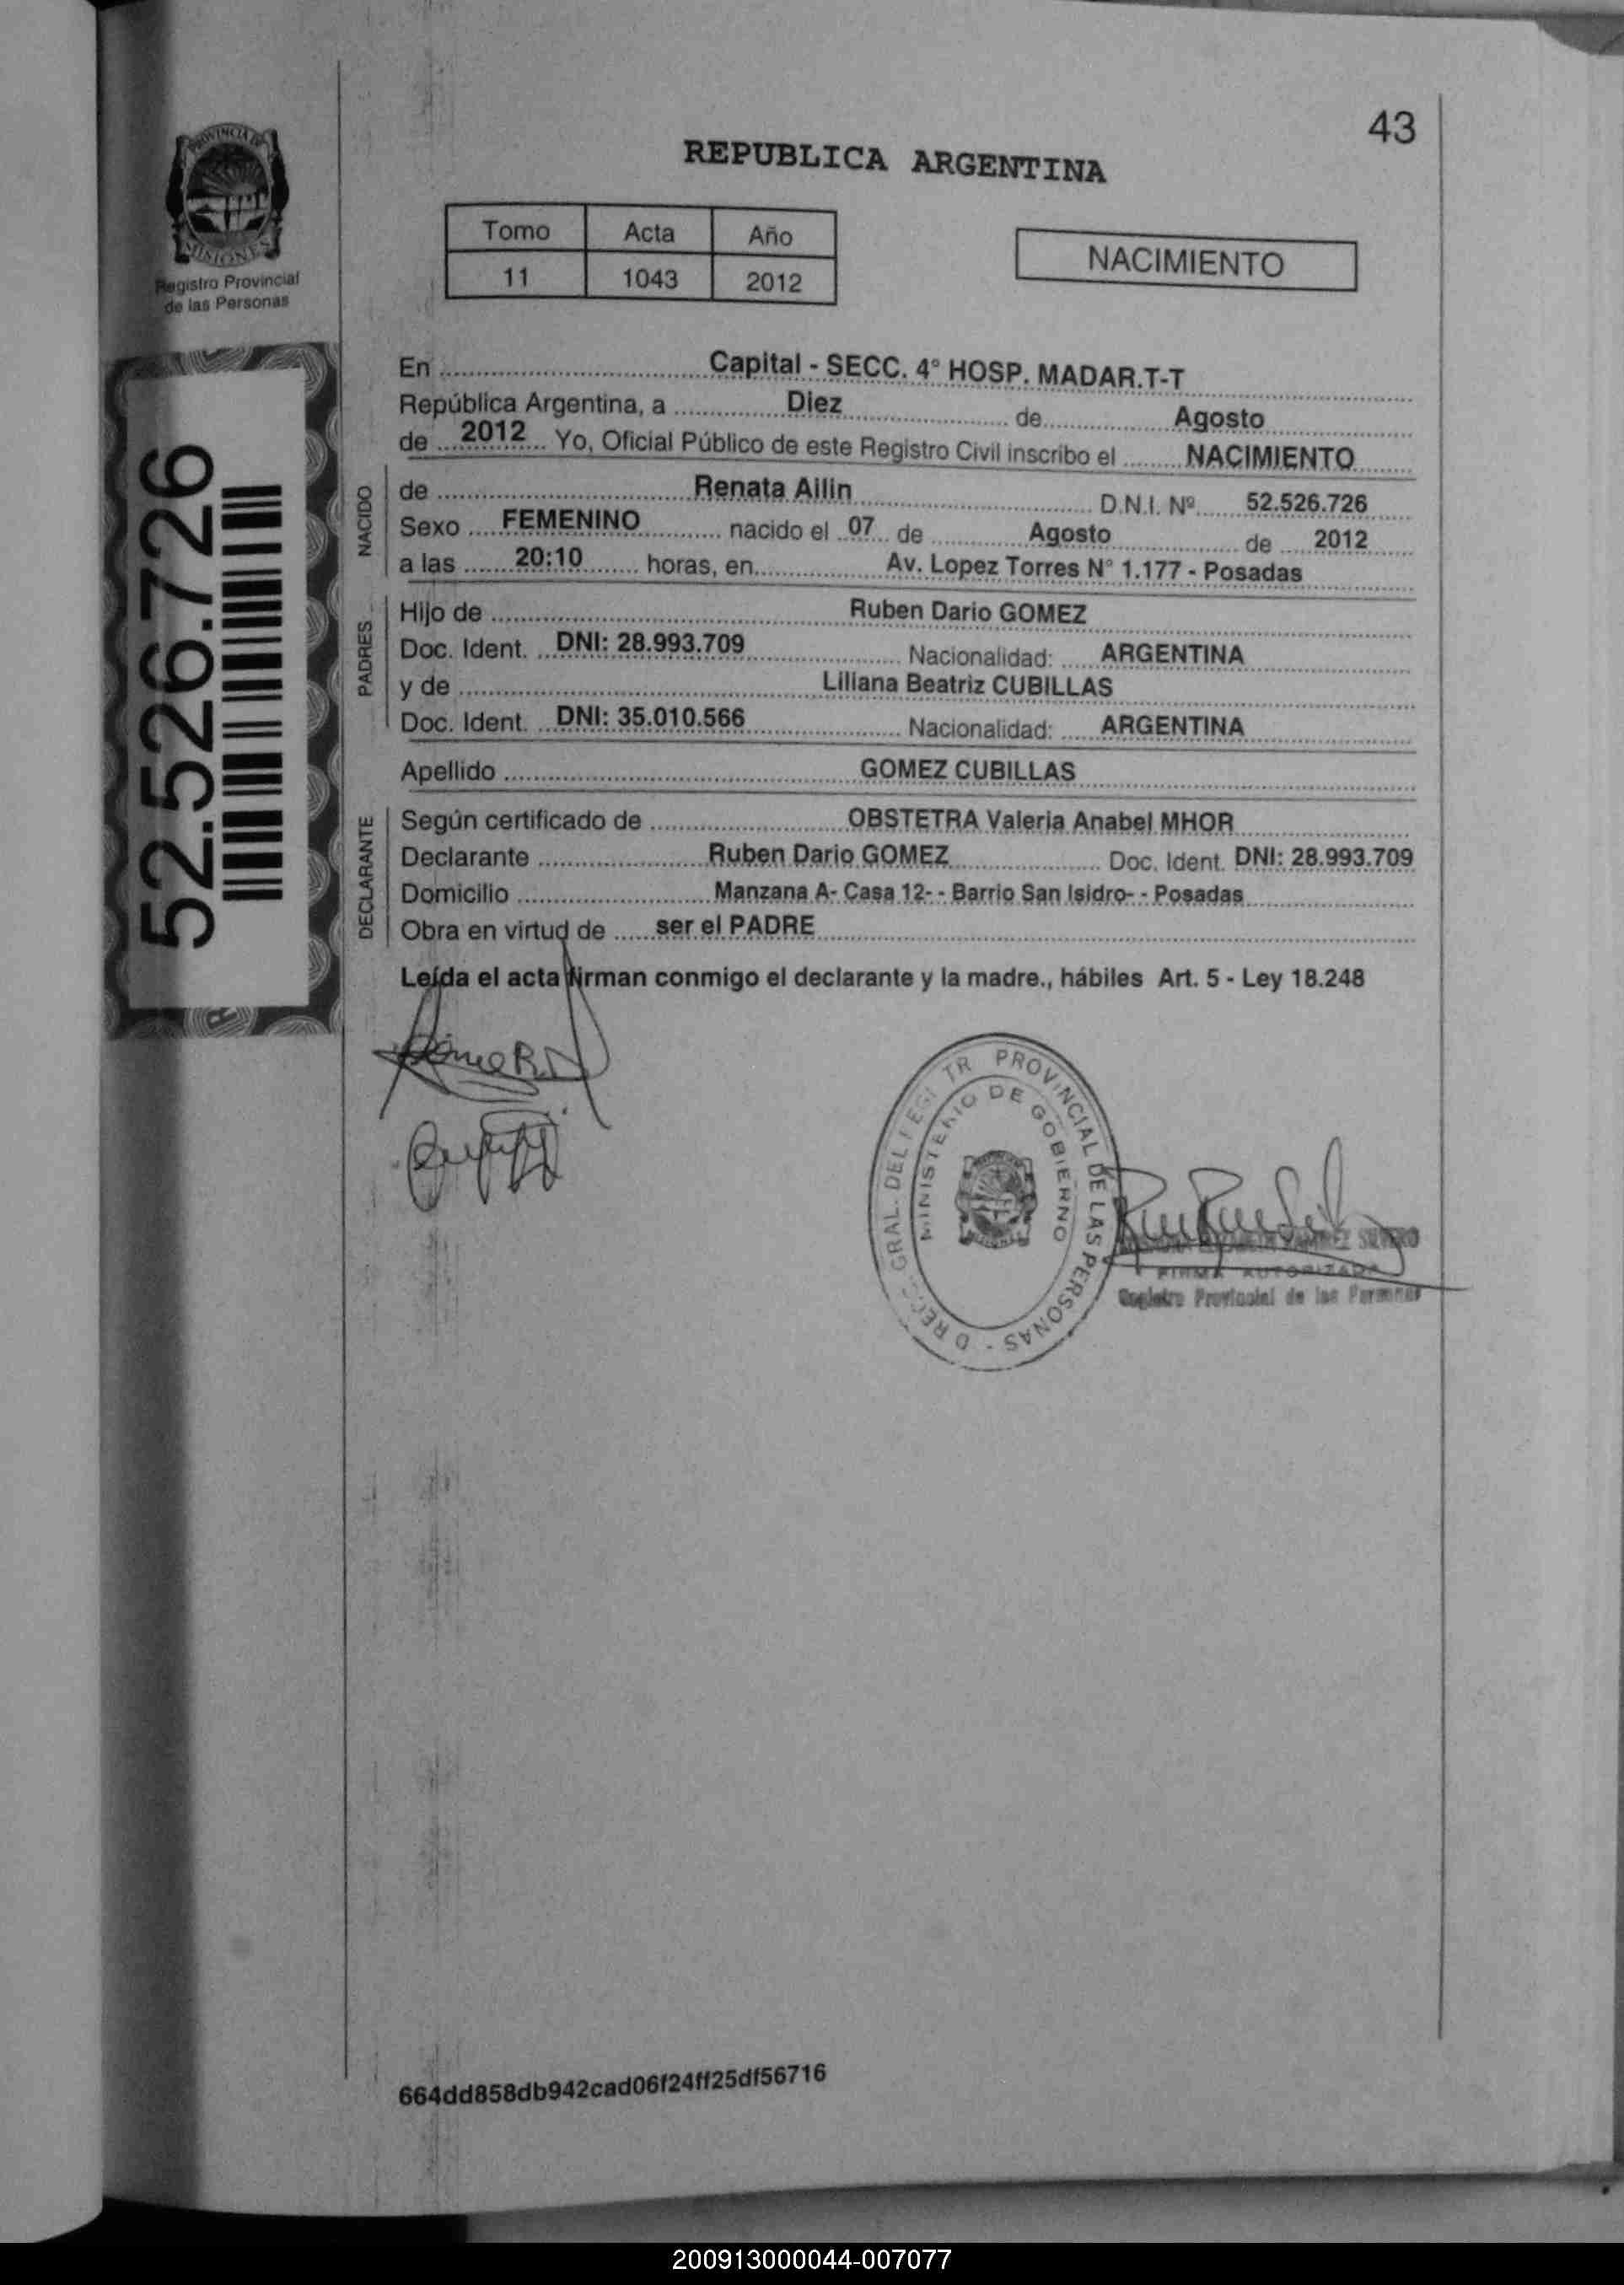 43
REPUBLICA ARGENTINA
PROVINCIA DE
MISIONES
Registro Provincial
de las Personas
Tomo Acta Año
11 1043 2012
NACIMIENTO
52.526.726
En Capital - SECC. 4° HOSP. MADAR.T-T
República Argentina, a Diez de Agosto
de 2012 Yo, Oficial Público de este Registro Civil inscribo el NACIMIENTO
NACIDO
de Renata Ailin D.N.I. Nº 52.526.726
Sexo FEMENINO nacido el 07 de Agosto de 2012
a las 20:10 horas, en Av. Lopez Torres N° 1.177 - Posadas
PADRES
Hijo de Ruben Dario GOMEZ
Doc. Ident. DNI: 28.993.709 Nacionalidad: ARGENTINA
y de Liliana Beatriz CUBILLAS
Doc. Ident. DNI: 35.010.566 Nacionalidad: ARGENTINA
Apellido GOMEZ CUBILLAS
DECLARANTE
Según certificado de OBSTETRA Valeria Anabel MHOR
Declarante Ruben Dario GOMEZ Doc. Ident. DNI: 28.993.709
Domicilio Manzana A- Casa 12- - Barrio San Isidro- - Posadas
Obra en virtud de ser el PADRE
Leída el acta firman conmigo el declarante y la madre., hábiles Art. 5 - Ley 18.248
PROVINCIAL DE LAS PERSONAS
MINISTERIO DE GOBIERNO
FIRMA AUTORIZADA
Registro Provincial de las Personas
664dd858db942cad06f24ff25df56716
200913000044-007077